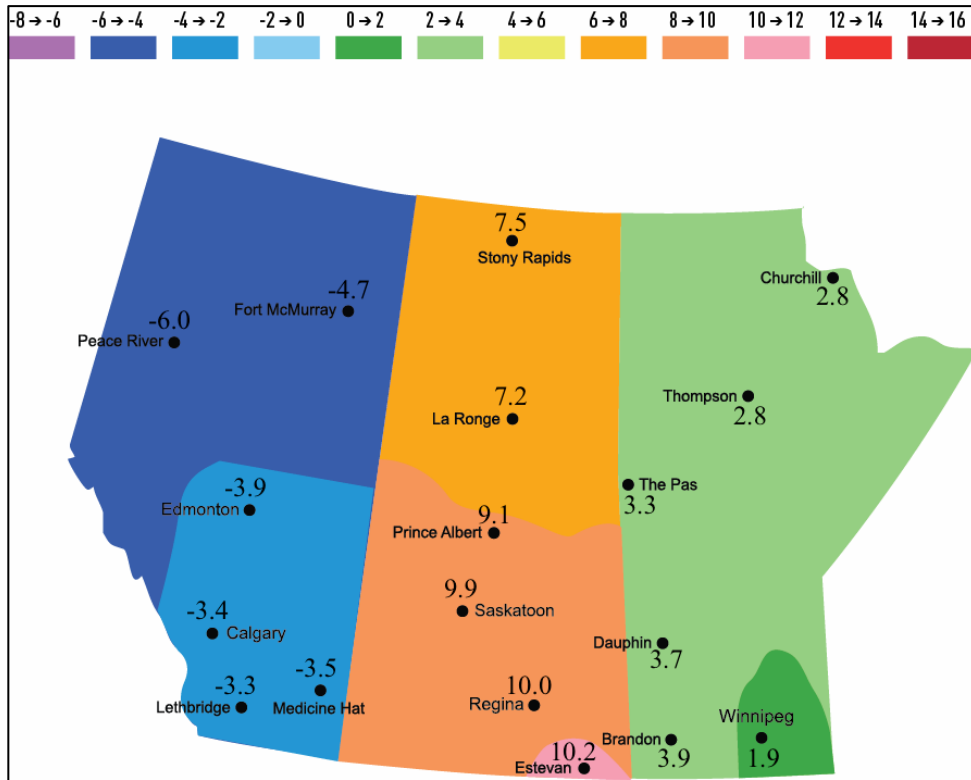 -8 → -6 -6 → -4 -4 → -2 -2 → 0 0 → 2 2 → 4 4 → 6 6 → 8 8 → 10 10 → 12 12 → 14 14 → 16
7.5
Stony Rapids
Churchill
2.8
-4.7
Fort McMurray
-6.0
Peace River
7.2
La Ronge
Thompson
2.8
The Pas
3.3
-3.9
Edmonton
9.1
Prince Albert
9.9
Saskatoon
-3.4
Calgary
Dauphin
3.7
-3.5
Medicine Hat
-3.3
Lethbridge
10.0
Regina
Winnipeg
1.9
Brandon
3.9
10.2
Estevan